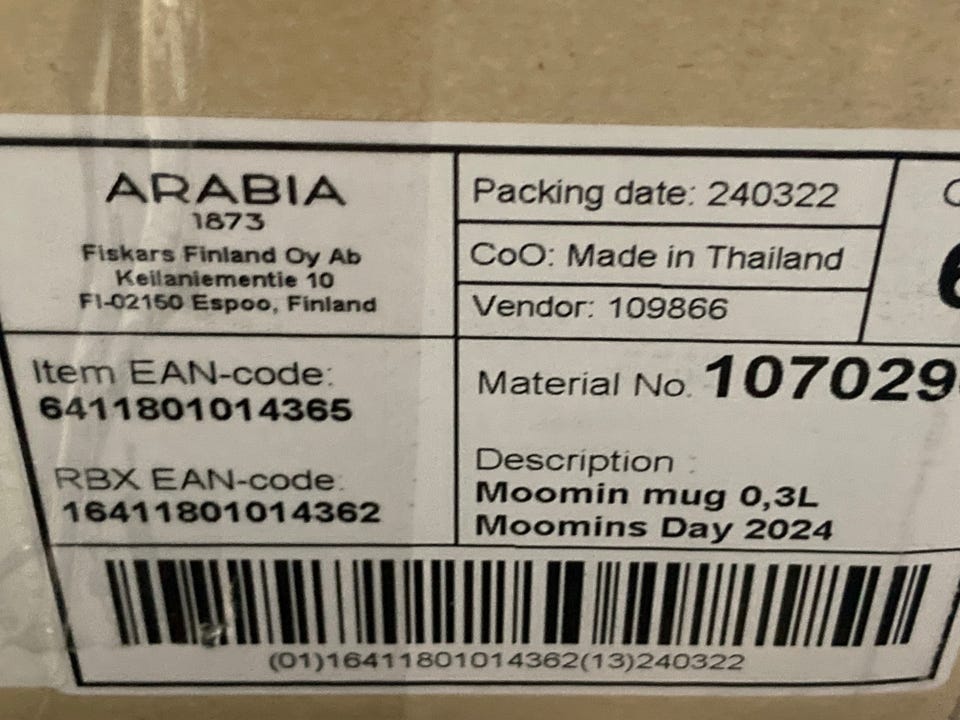 ARABIA
1873
Fiskars Finland Oy Ab
Keilaniementie 10
FI-02150 Espoo, Finland
Packing date: 240322
CoO: Made in Thailand
Vendor: 109866
Item EAN-code:
6411801014365
RBX EAN-code:
16411801014362
Material No. 107029
Description :
Moomin mug 0,3L
Moomins Day 2024
(01)16411801014362(13)240322